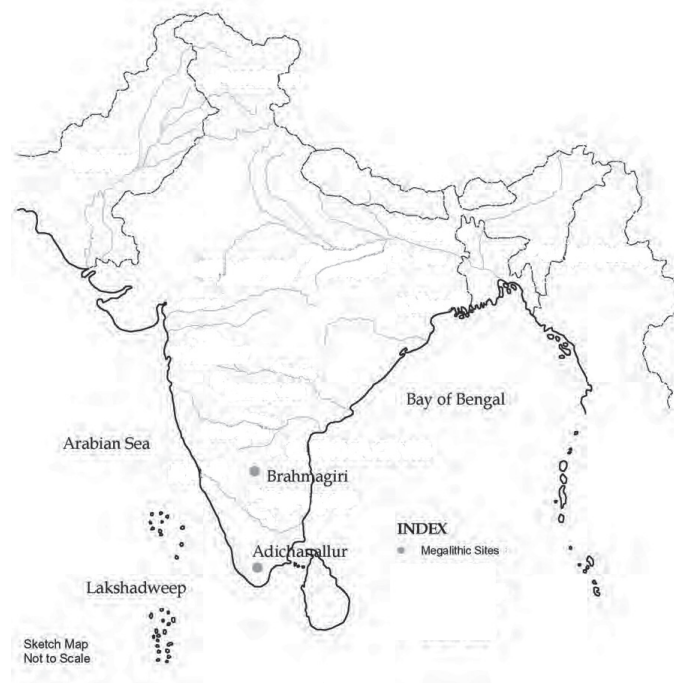 Bay of Bengal
Arabian Sea
Brahmagiri
INDEX
Adichanallur
Megalithic Sites
Lakshadweep
Sketch Map
Not to Scale